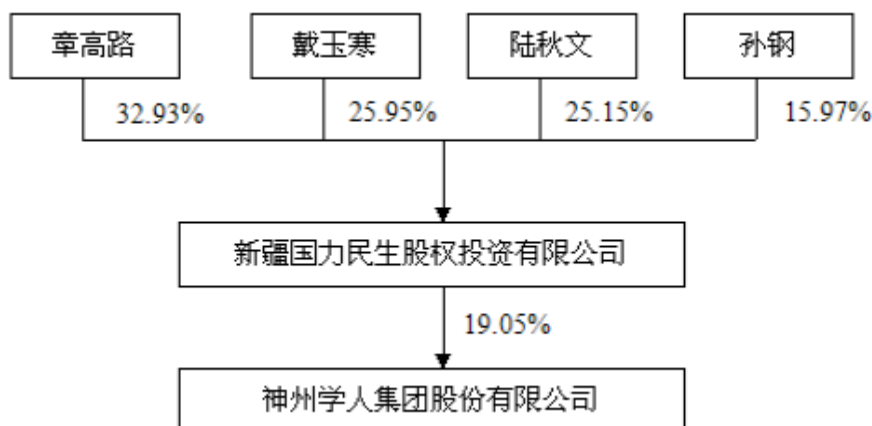 章高路 戴玉寒 陆秋文 孙钢
32.93% 25.95% 25.15% 15.97%
新疆国力民生股权投资有限公司
19.05%
神州学人集团股份有限公司